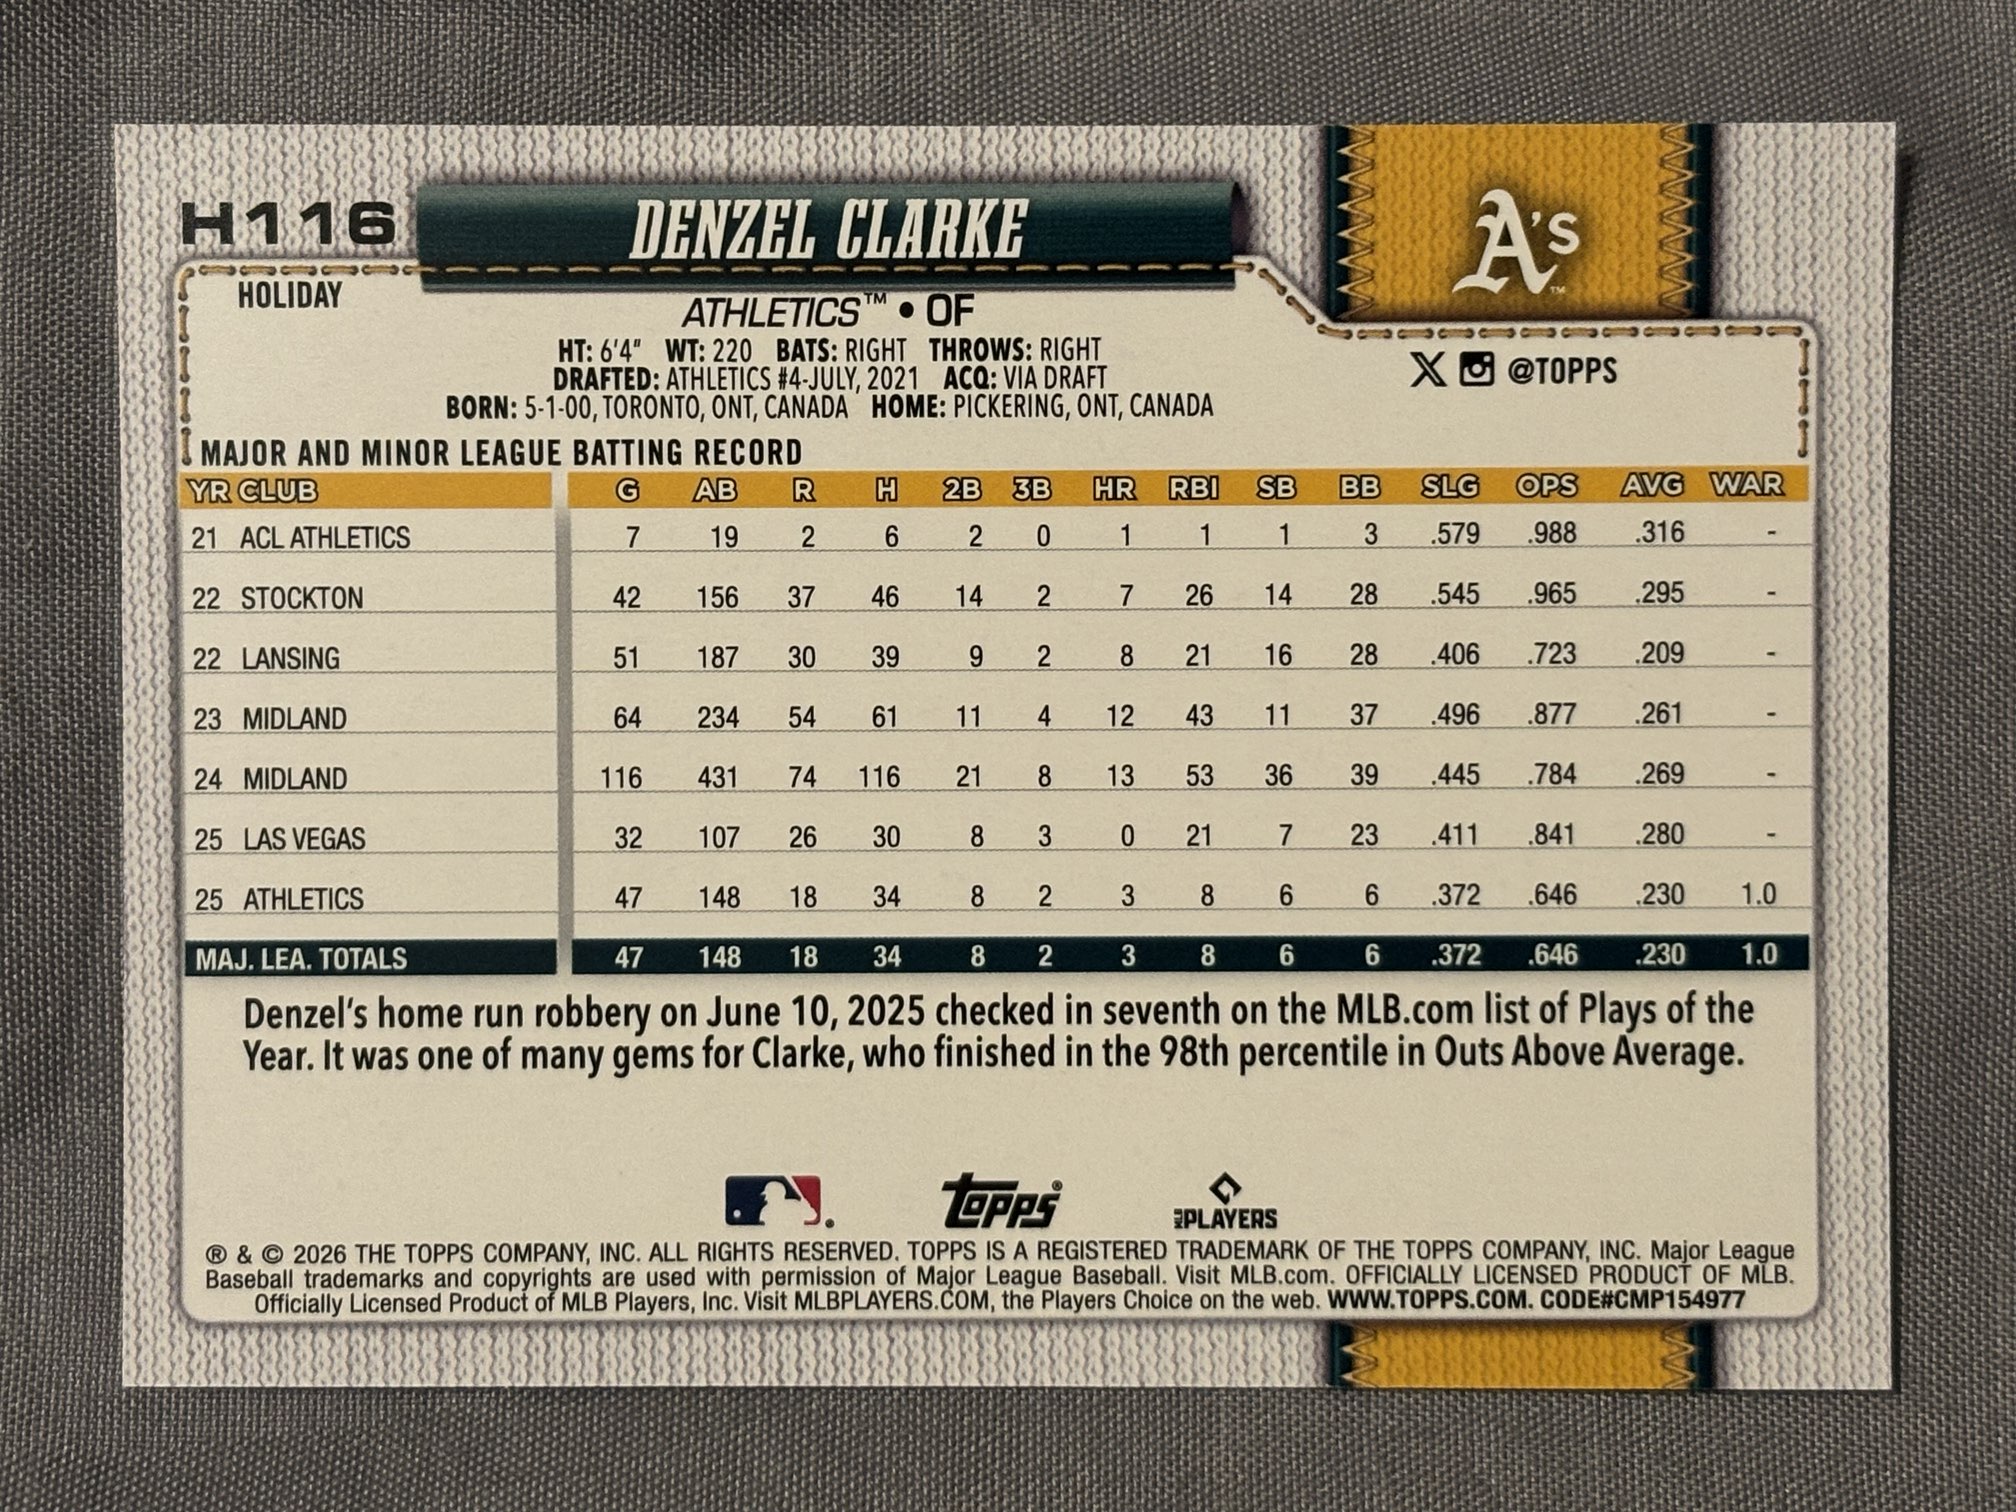 H116
DENZEL CLARKE
A's™
HOLIDAY
ATHLETICS™ • OF
HT: 6'4" WT: 220 BATS: RIGHT THROWS: RIGHT
DRAFTED: ATHLETICS #4-JULY, 2021 ACQ: VIA DRAFT
BORN: 5-1-00, TORONTO, ONT, CANADA HOME: PICKERING, ONT, CANADA
X @TOPPS
MAJOR AND MINOR LEAGUE BATTING RECORD
YR CLUB G AB R H 2B 3B HR RBI SB BB SLG OPS AVG WAR
21 ACL ATHLETICS 7 19 2 6 2 0 1 1 1 3 .579 .988 .316 -
22 STOCKTON 42 156 37 46 14 2 7 26 14 28 .545 .965 .295 -
22 LANSING 51 187 30 39 9 2 8 21 16 28 .406 .723 .209 -
23 MIDLAND 64 234 54 61 11 4 12 43 11 37 .496 .877 .261 -
24 MIDLAND 116 431 74 116 21 8 13 53 36 39 .445 .784 .269 -
25 LAS VEGAS 32 107 26 30 8 3 0 21 7 23 .411 .841 .280 -
25 ATHLETICS 47 148 18 34 8 2 3 8 6 6 .372 .646 .230 1.0
MAJ. LEA. TOTALS 47 148 18 34 8 2 3 8 6 6 .372 .646 .230 1.0
Denzel's home run robbery on June 10, 2025 checked in seventh on the MLB.com list of Plays of the
Year. It was one of many gems for Clarke, who finished in the 98th percentile in Outs Above Average.
topps® MLB PLAYERS
® & © 2026 THE TOPPS COMPANY, INC. ALL RIGHTS RESERVED. TOPPS IS A REGISTERED TRADEMARK OF THE TOPPS COMPANY, INC. Major League
Baseball trademarks and copyrights are used with permission of Major League Baseball. Visit MLB.com. OFFICIALLY LICENSED PRODUCT OF MLB.
Officially Licensed Product of MLB Players, Inc. Visit MLBPLAYERS.COM, the Players Choice on the web. WWW.TOPPS.COM. CODE#CMP154977